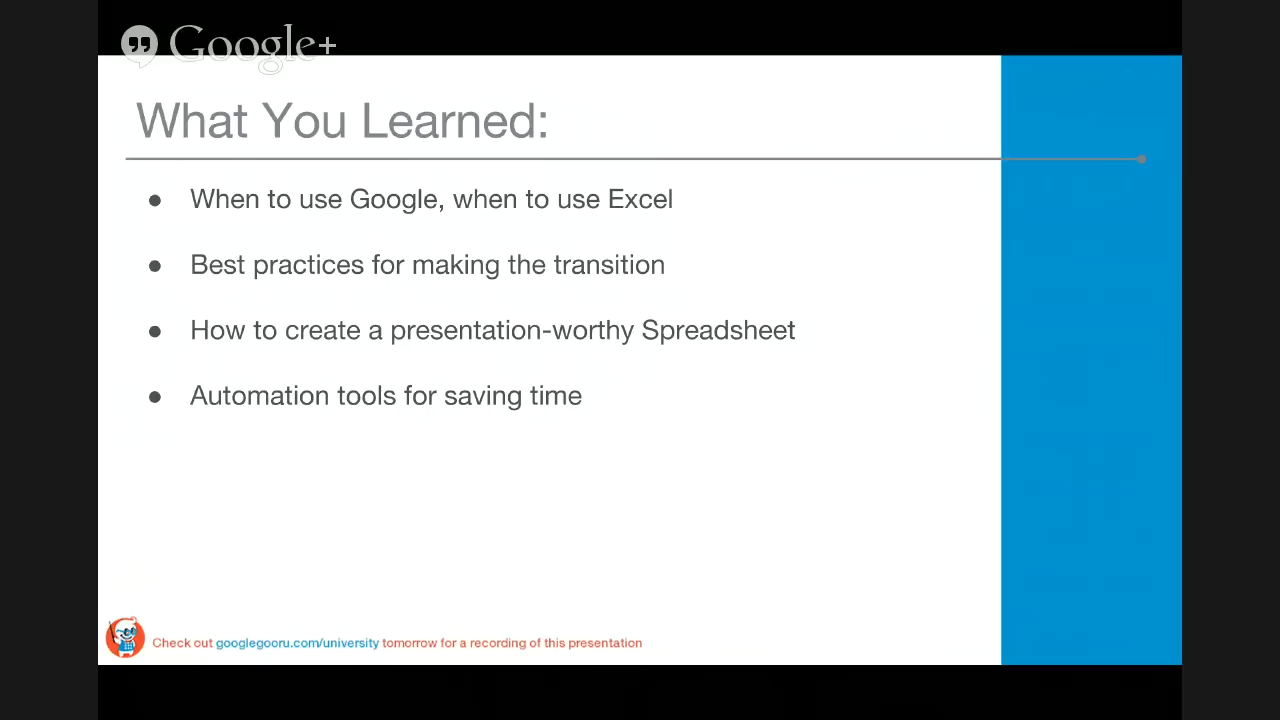 Google+
What You Learned:
● When to use Google, when to use Excel
● Best practices for making the transition
● How to create a presentation-worthy Spreadsheet
● Automation tools for saving time
Check out googlegooru.com/university tomorrow for a recording of this presentation